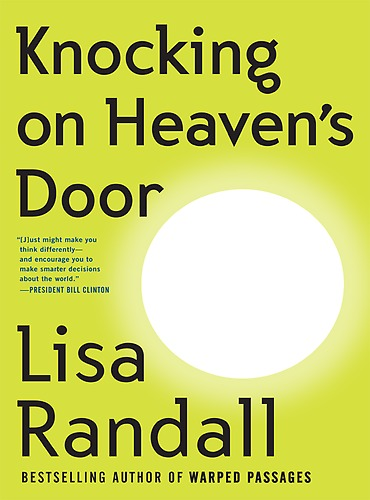 Knocking
on Heaven's
Door
"[J]ust might make you
think differently—
and encourage you to
make smarter decisions
about the world."
—PRESIDENT BILL CLINTON
Lisa
Randall
BESTSELLING AUTHOR OF WARPED PASSAGES